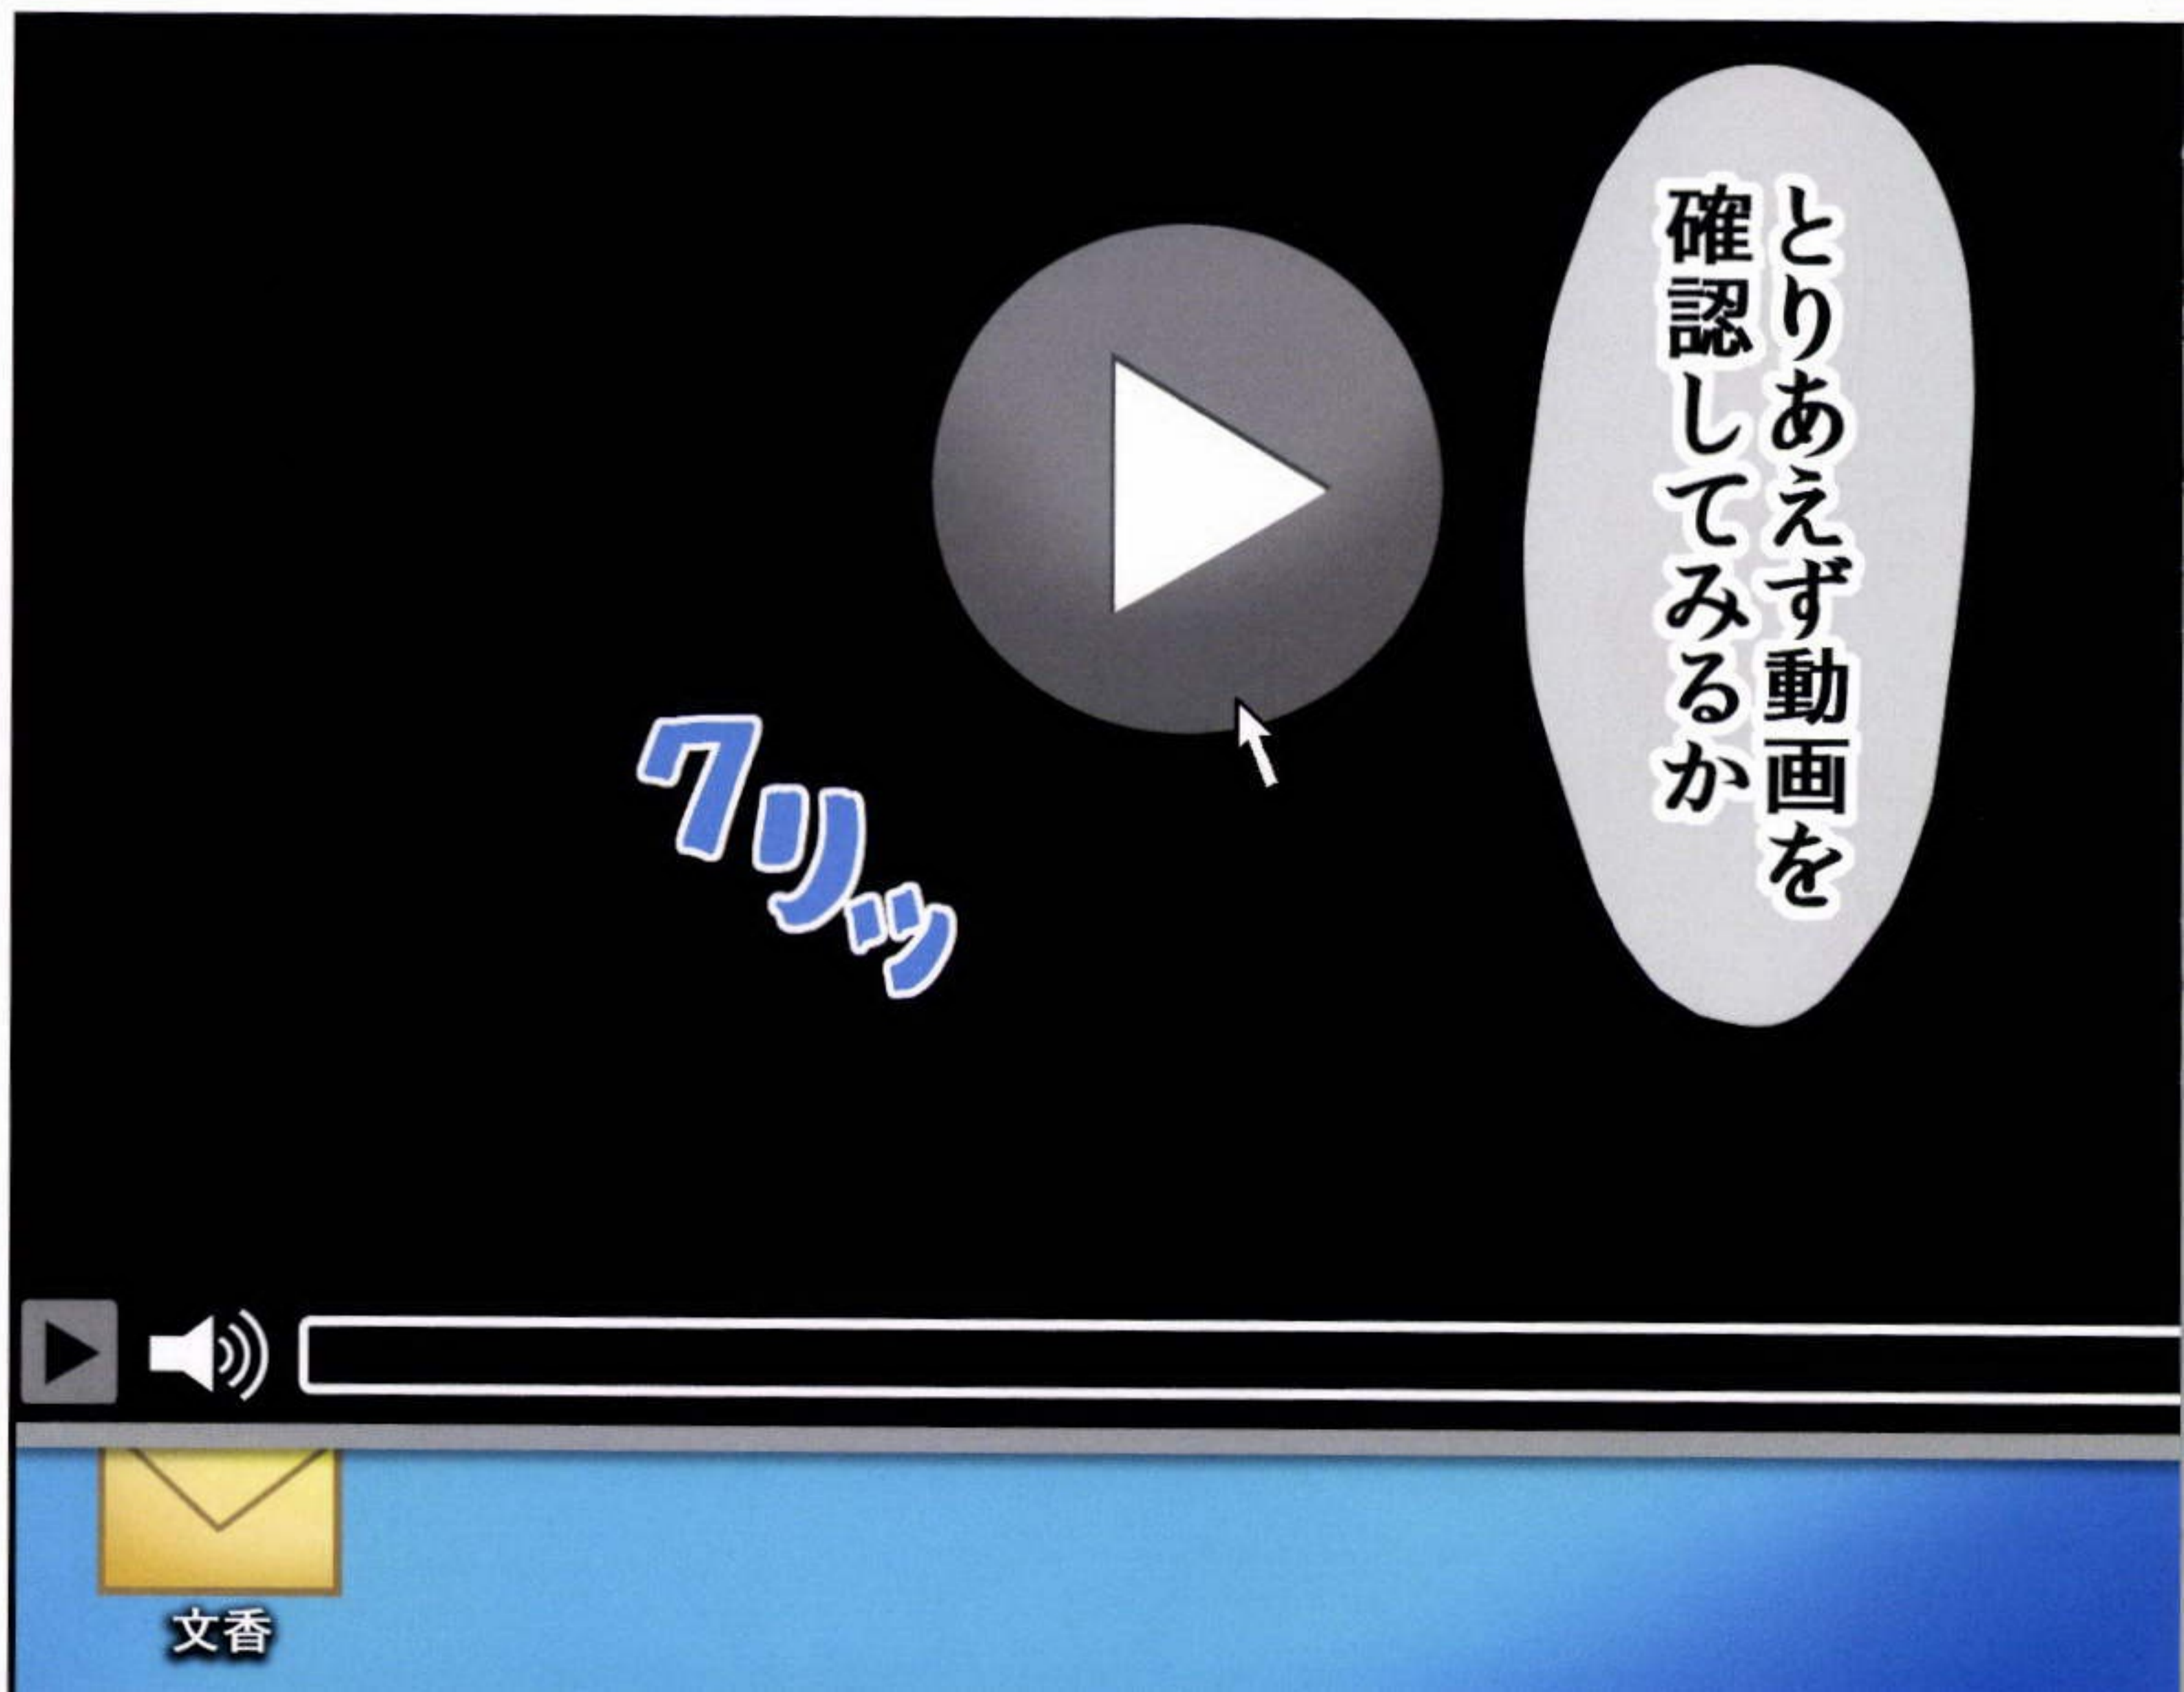 とりあえず動画を
確認してみるか
クリッ
文香